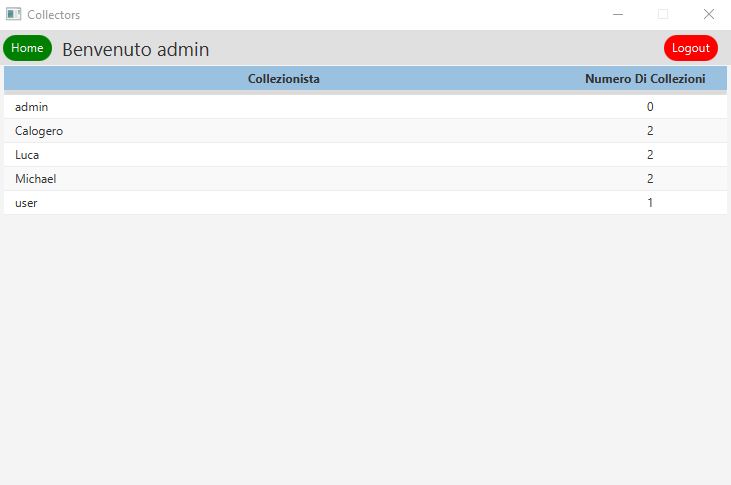 Collectors
Home Benvenuto admin Logout
Collezionista Numero Di Collezioni
admin 0
Calogero 2
Luca 2
Michael 2
user 1